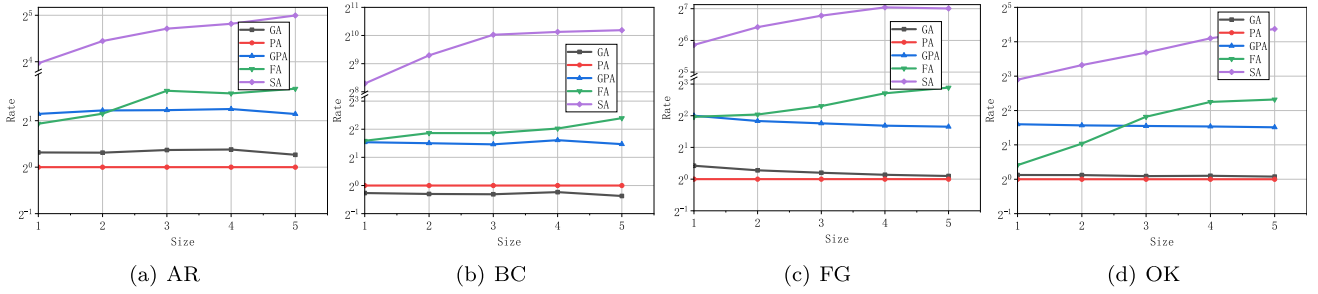 2^5
2^4
2^1
2^0
2^-1
Rate
1 2 3 4 5
Size
GA
PA
GPA
FA
SA
(a) AR
2^11
2^10
2^9
2^8
2^3
2^2
2^1
2^0
2^-1
Rate
1 2 3 4 5
Size
GA
PA
GPA
FA
SA
(b) BC
2^7
2^6
2^5
2^3
2^2
2^1
2^0
2^-1
Rate
1 2 3 4 5
Size
GA
PA
GPA
FA
SA
(c) FG
2^5
2^4
2^3
2^2
2^1
2^0
2^-1
Rate
1 2 3 4 5
Size
GA
PA
GPA
FA
SA
(d) OK